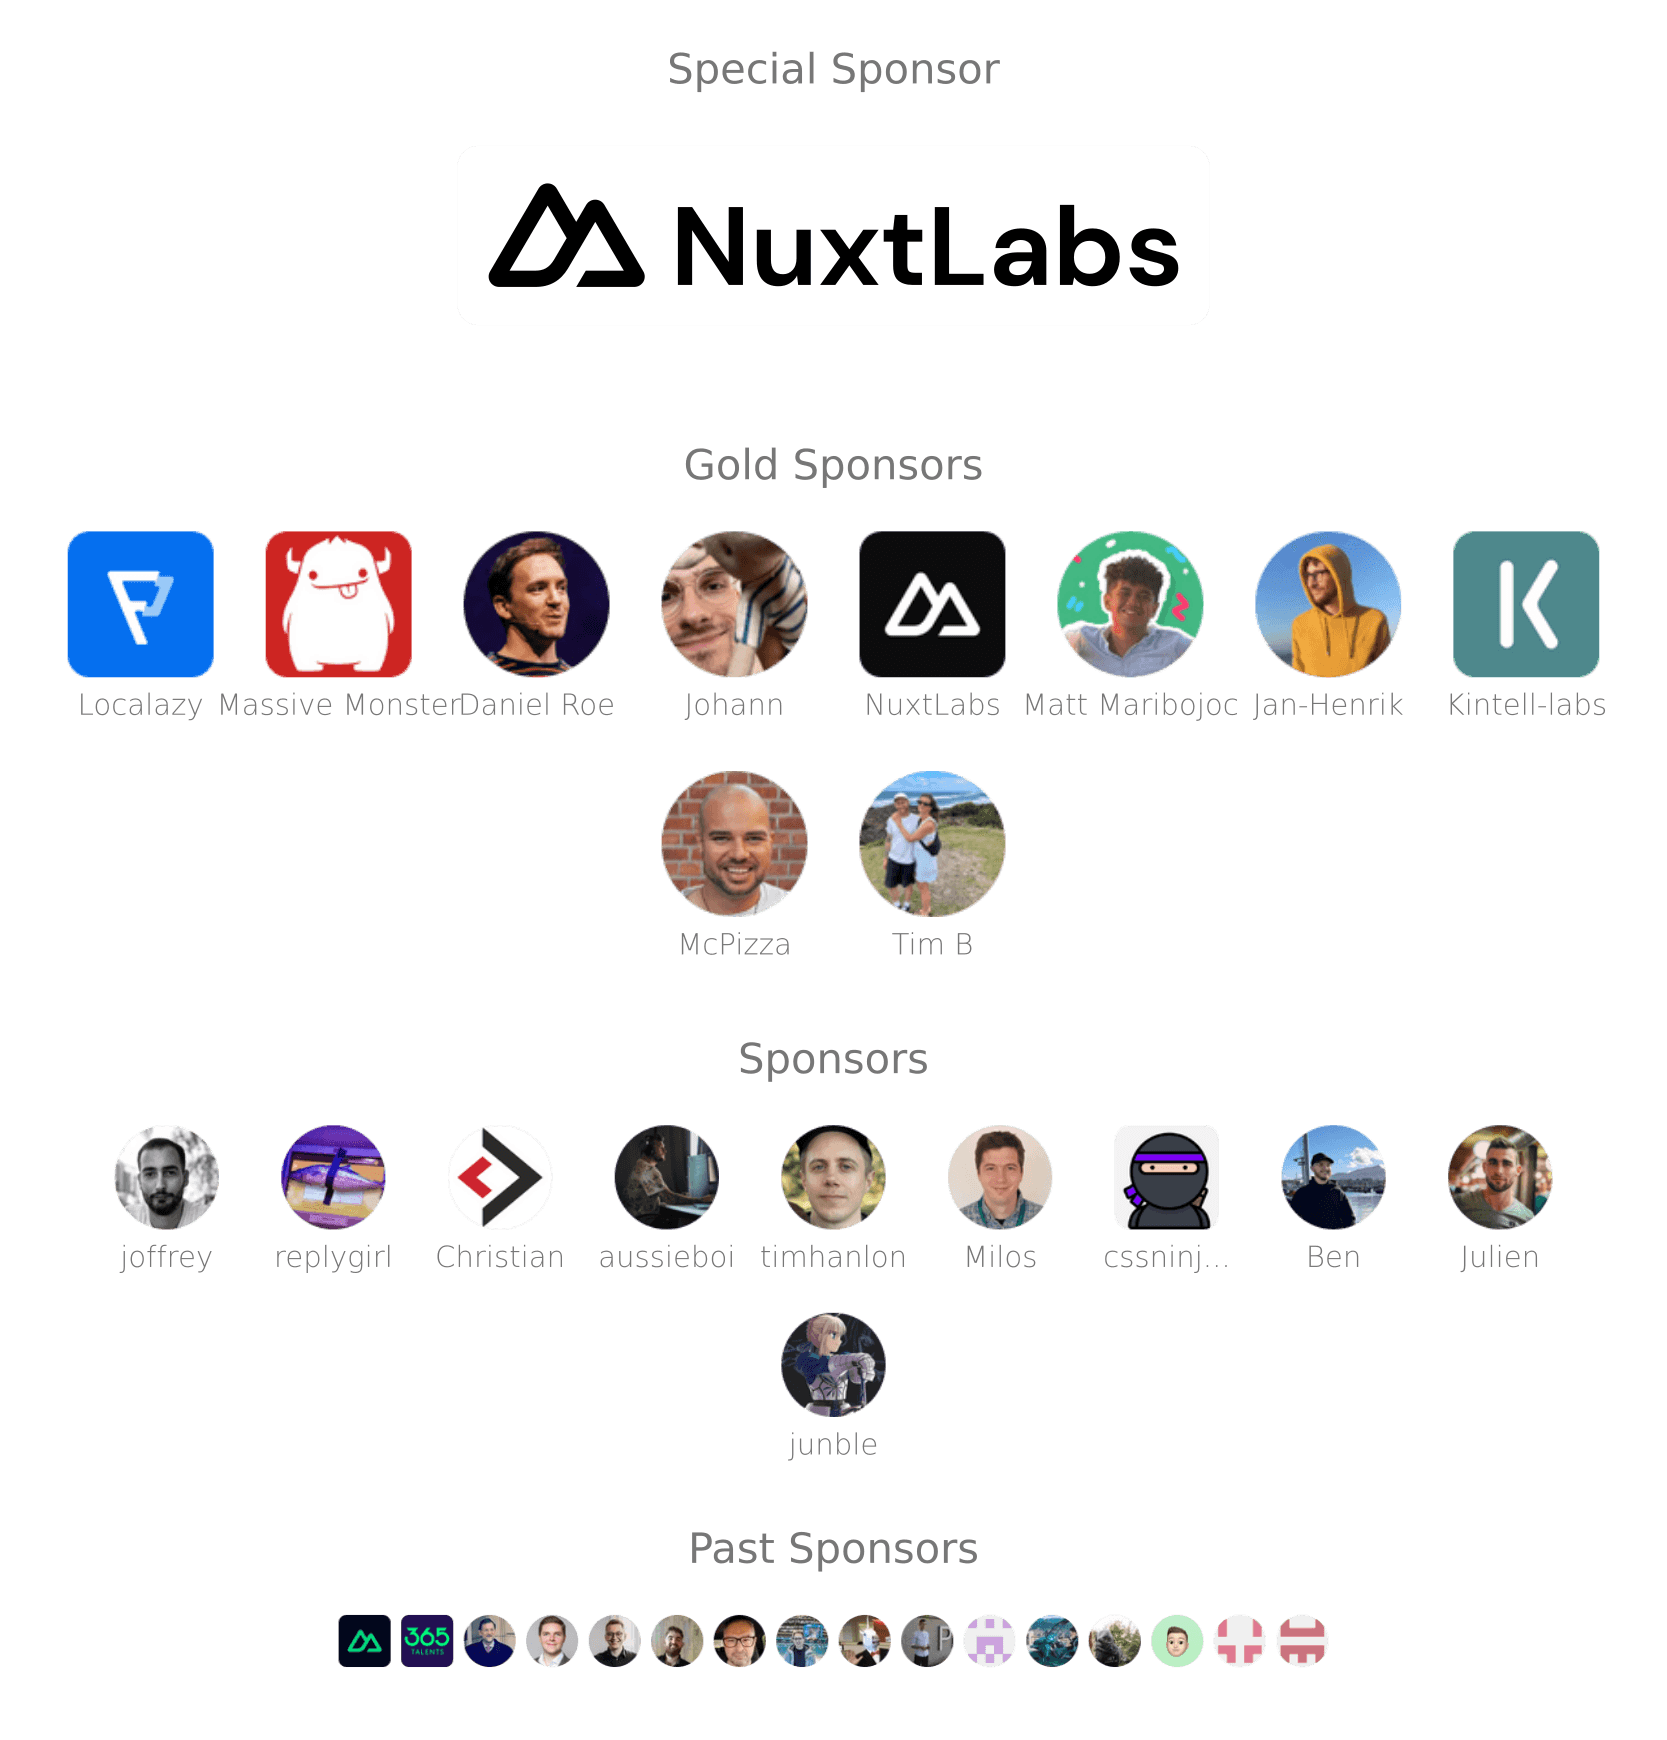 Special Sponsor
NuxtLabs
Gold Sponsors
Localazy Massive Monster Daniel Roe Johann NuxtLabs Matt Maribojoc Jan-Henrik Kintell-labs
McPizza Tim B
Sponsors
joffrey replygirl Christian aussieboi timhanlon Milos cssninj... Ben Julien
junble
Past Sponsors
365
TALENTS